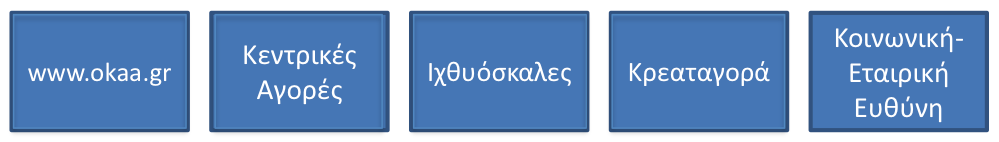 www.okaa.gr
Κεντρικές
Αγορές
Ιχθυόσκαλες
Κρεαταγορά
Κοινωνική-
Εταιρική
Ευθύνη